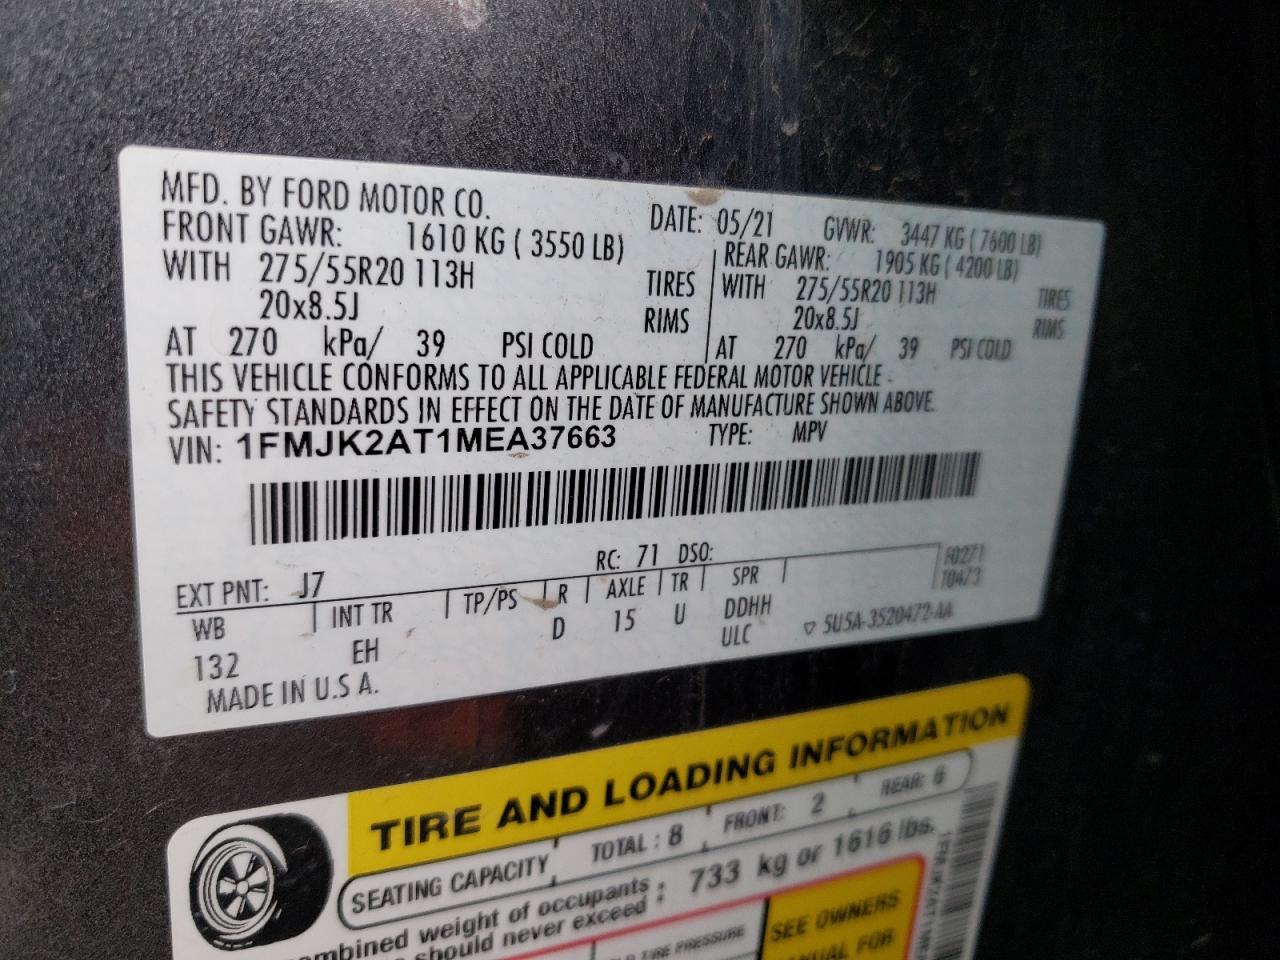 MFD. BY FORD MOTOR CO.
DATE: 05/21 GVWR: 3447 KG ( 7600 LB)
FRONT GAWR: 1610 KG ( 3550 LB)
REAR GAWR: 1905 KG ( 4200 LB)
WITH 275/55R20 113H TIRES
WITH 275/55R20 113H TIRES
20x8.5J RIMS
20x8.5J RIMS
AT 270 kPa/ 39 PSI COLD
AT 270 kPa/ 39 PSI COLD
THIS VEHICLE CONFORMS TO ALL APPLICABLE FEDERAL MOTOR VEHICLE
SAFETY STANDARDS IN EFFECT ON THE DATE OF MANUFACTURE SHOWN ABOVE.
VIN: 1FMJK2AT1MEA37663 TYPE: MPV
EXT PNT: J7 RC: 71 DSO:
F0271
T0473
WB INT TR TP/PS R AXLE TR SPR
132 EH D 15 U DDHH
ULC ▽ 5U5A-3520472-AA
MADE IN U.S A.
TIRE AND LOADING INFORMATION
SEATING CAPACITY TOTAL : 8 FRONT: 2 REAR: 6
combined weight of occupants : 733 kg or 1616 lbs.
should never exceed :
TIRE PRESSURE
SEE OWNERS
FOR